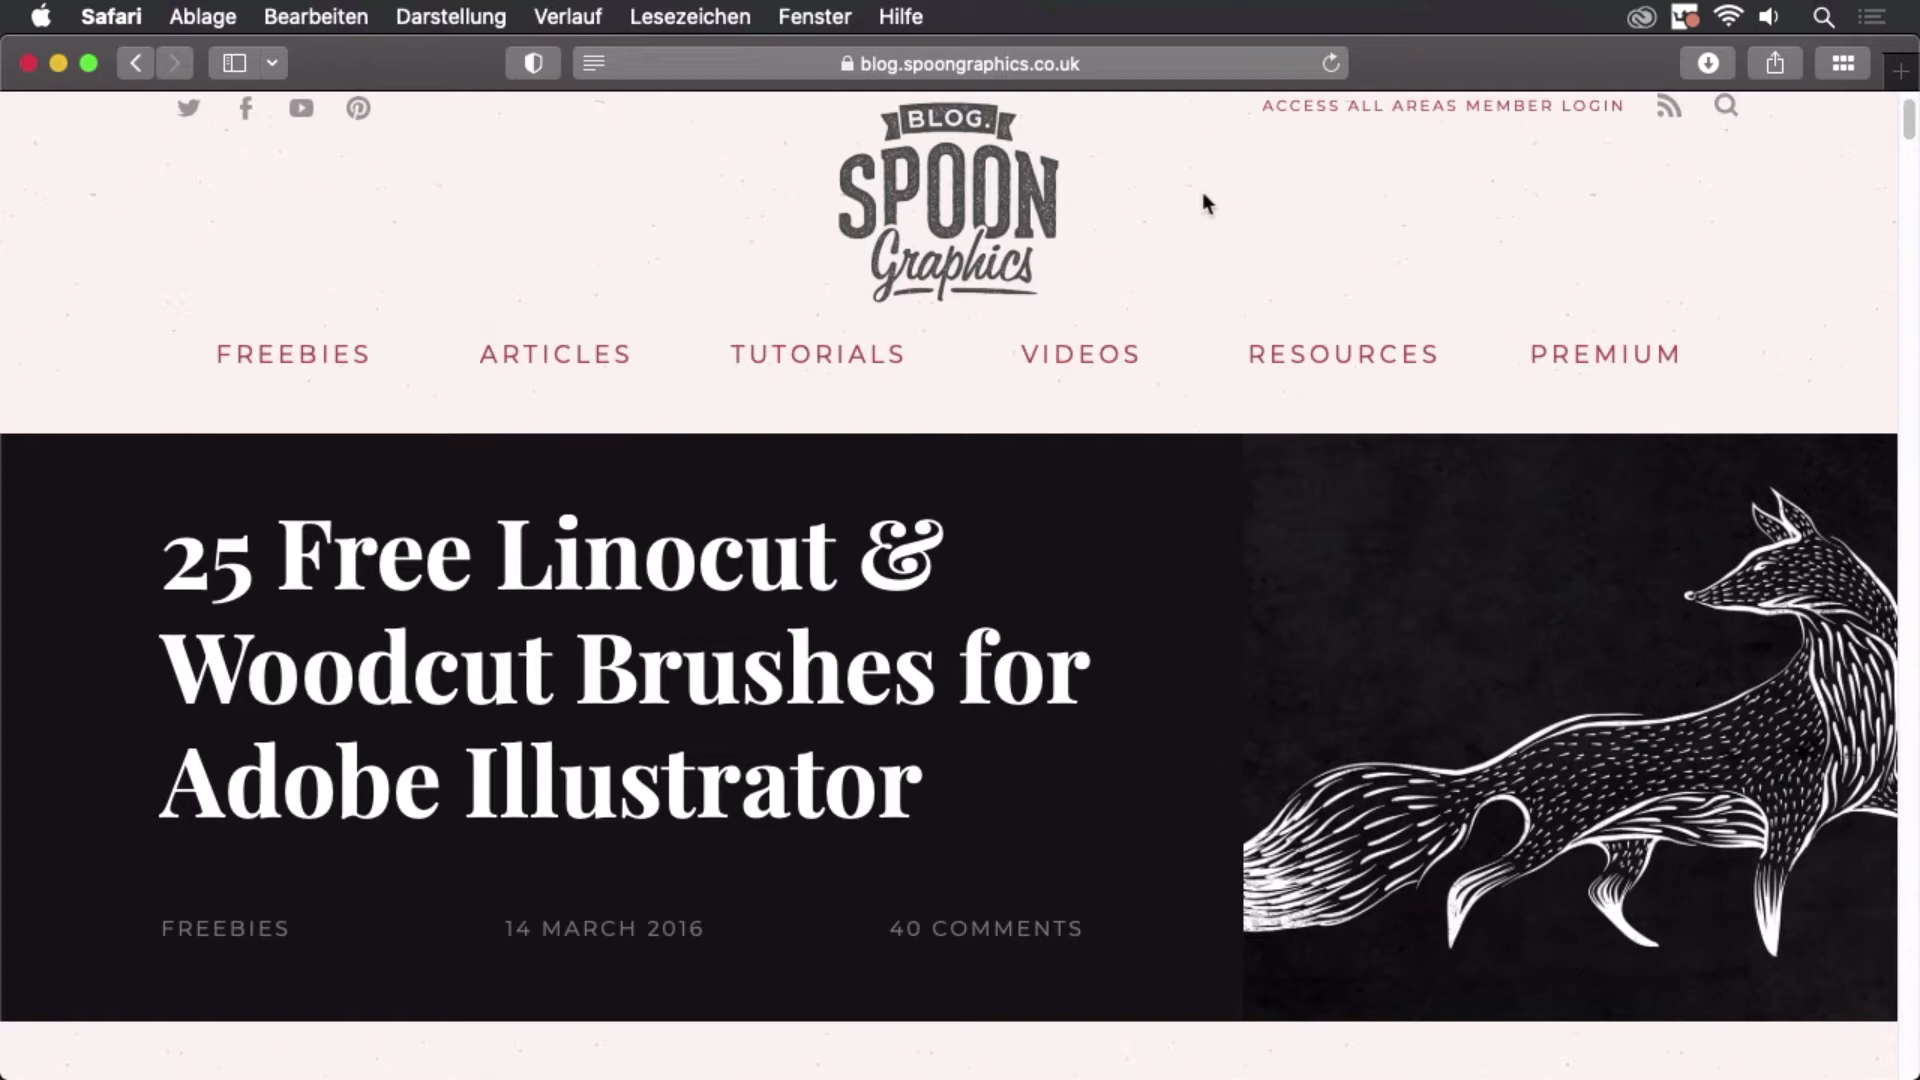 Safari Ablage Bearbeiten Darstellung Verlauf Lesezeichen Fenster Hilfe
blog.spoongraphics.co.uk
ACCESS ALL AREAS MEMBER LOGIN
BLOG.
SPOON
Graphics
FREEBIES ARTICLES TUTORIALS VIDEOS RESOURCES PREMIUM
25 Free Linocut &
Woodcut Brushes for
Adobe Illustrator
FREEBIES 14 MARCH 2016 40 COMMENTS